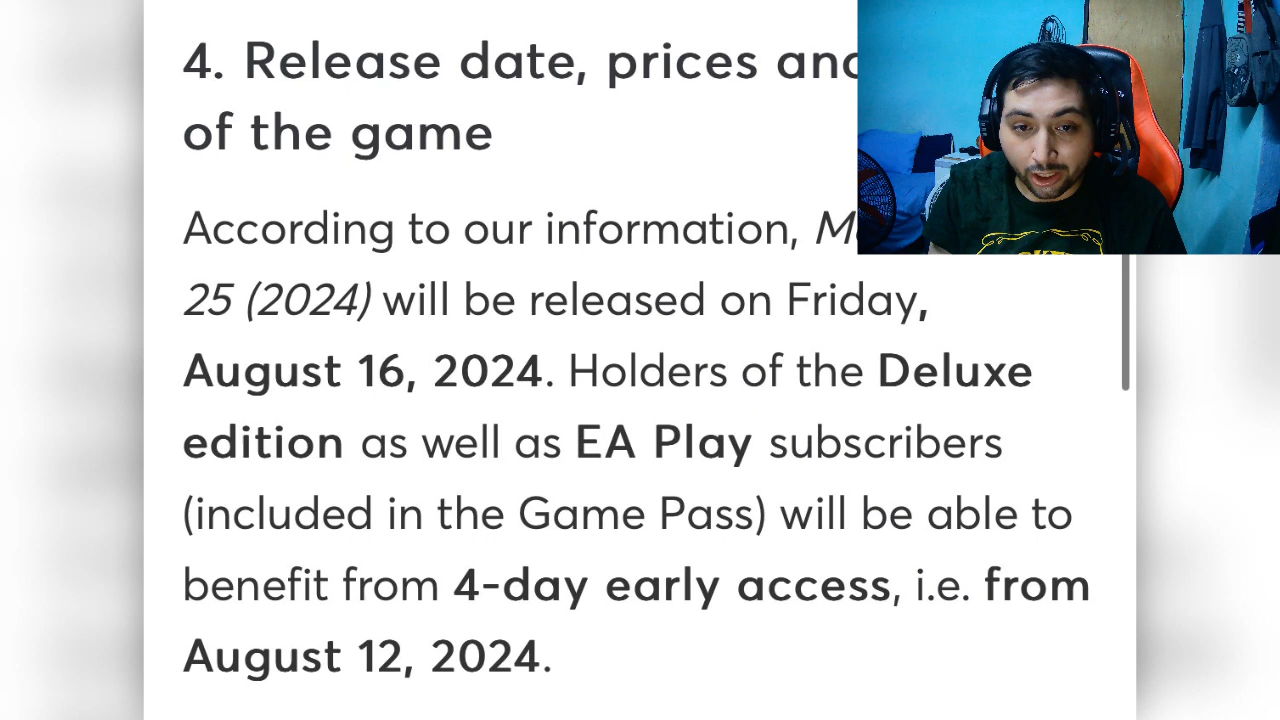 4. Release date, prices and
of the game
According to our information,
25 (2024) will be released on Friday,
August 16, 2024. Holders of the Deluxe
edition as well as EA Play subscribers
(included in the Game Pass) will be able to
benefit from 4-day early access, i.e. from
August 12, 2024.